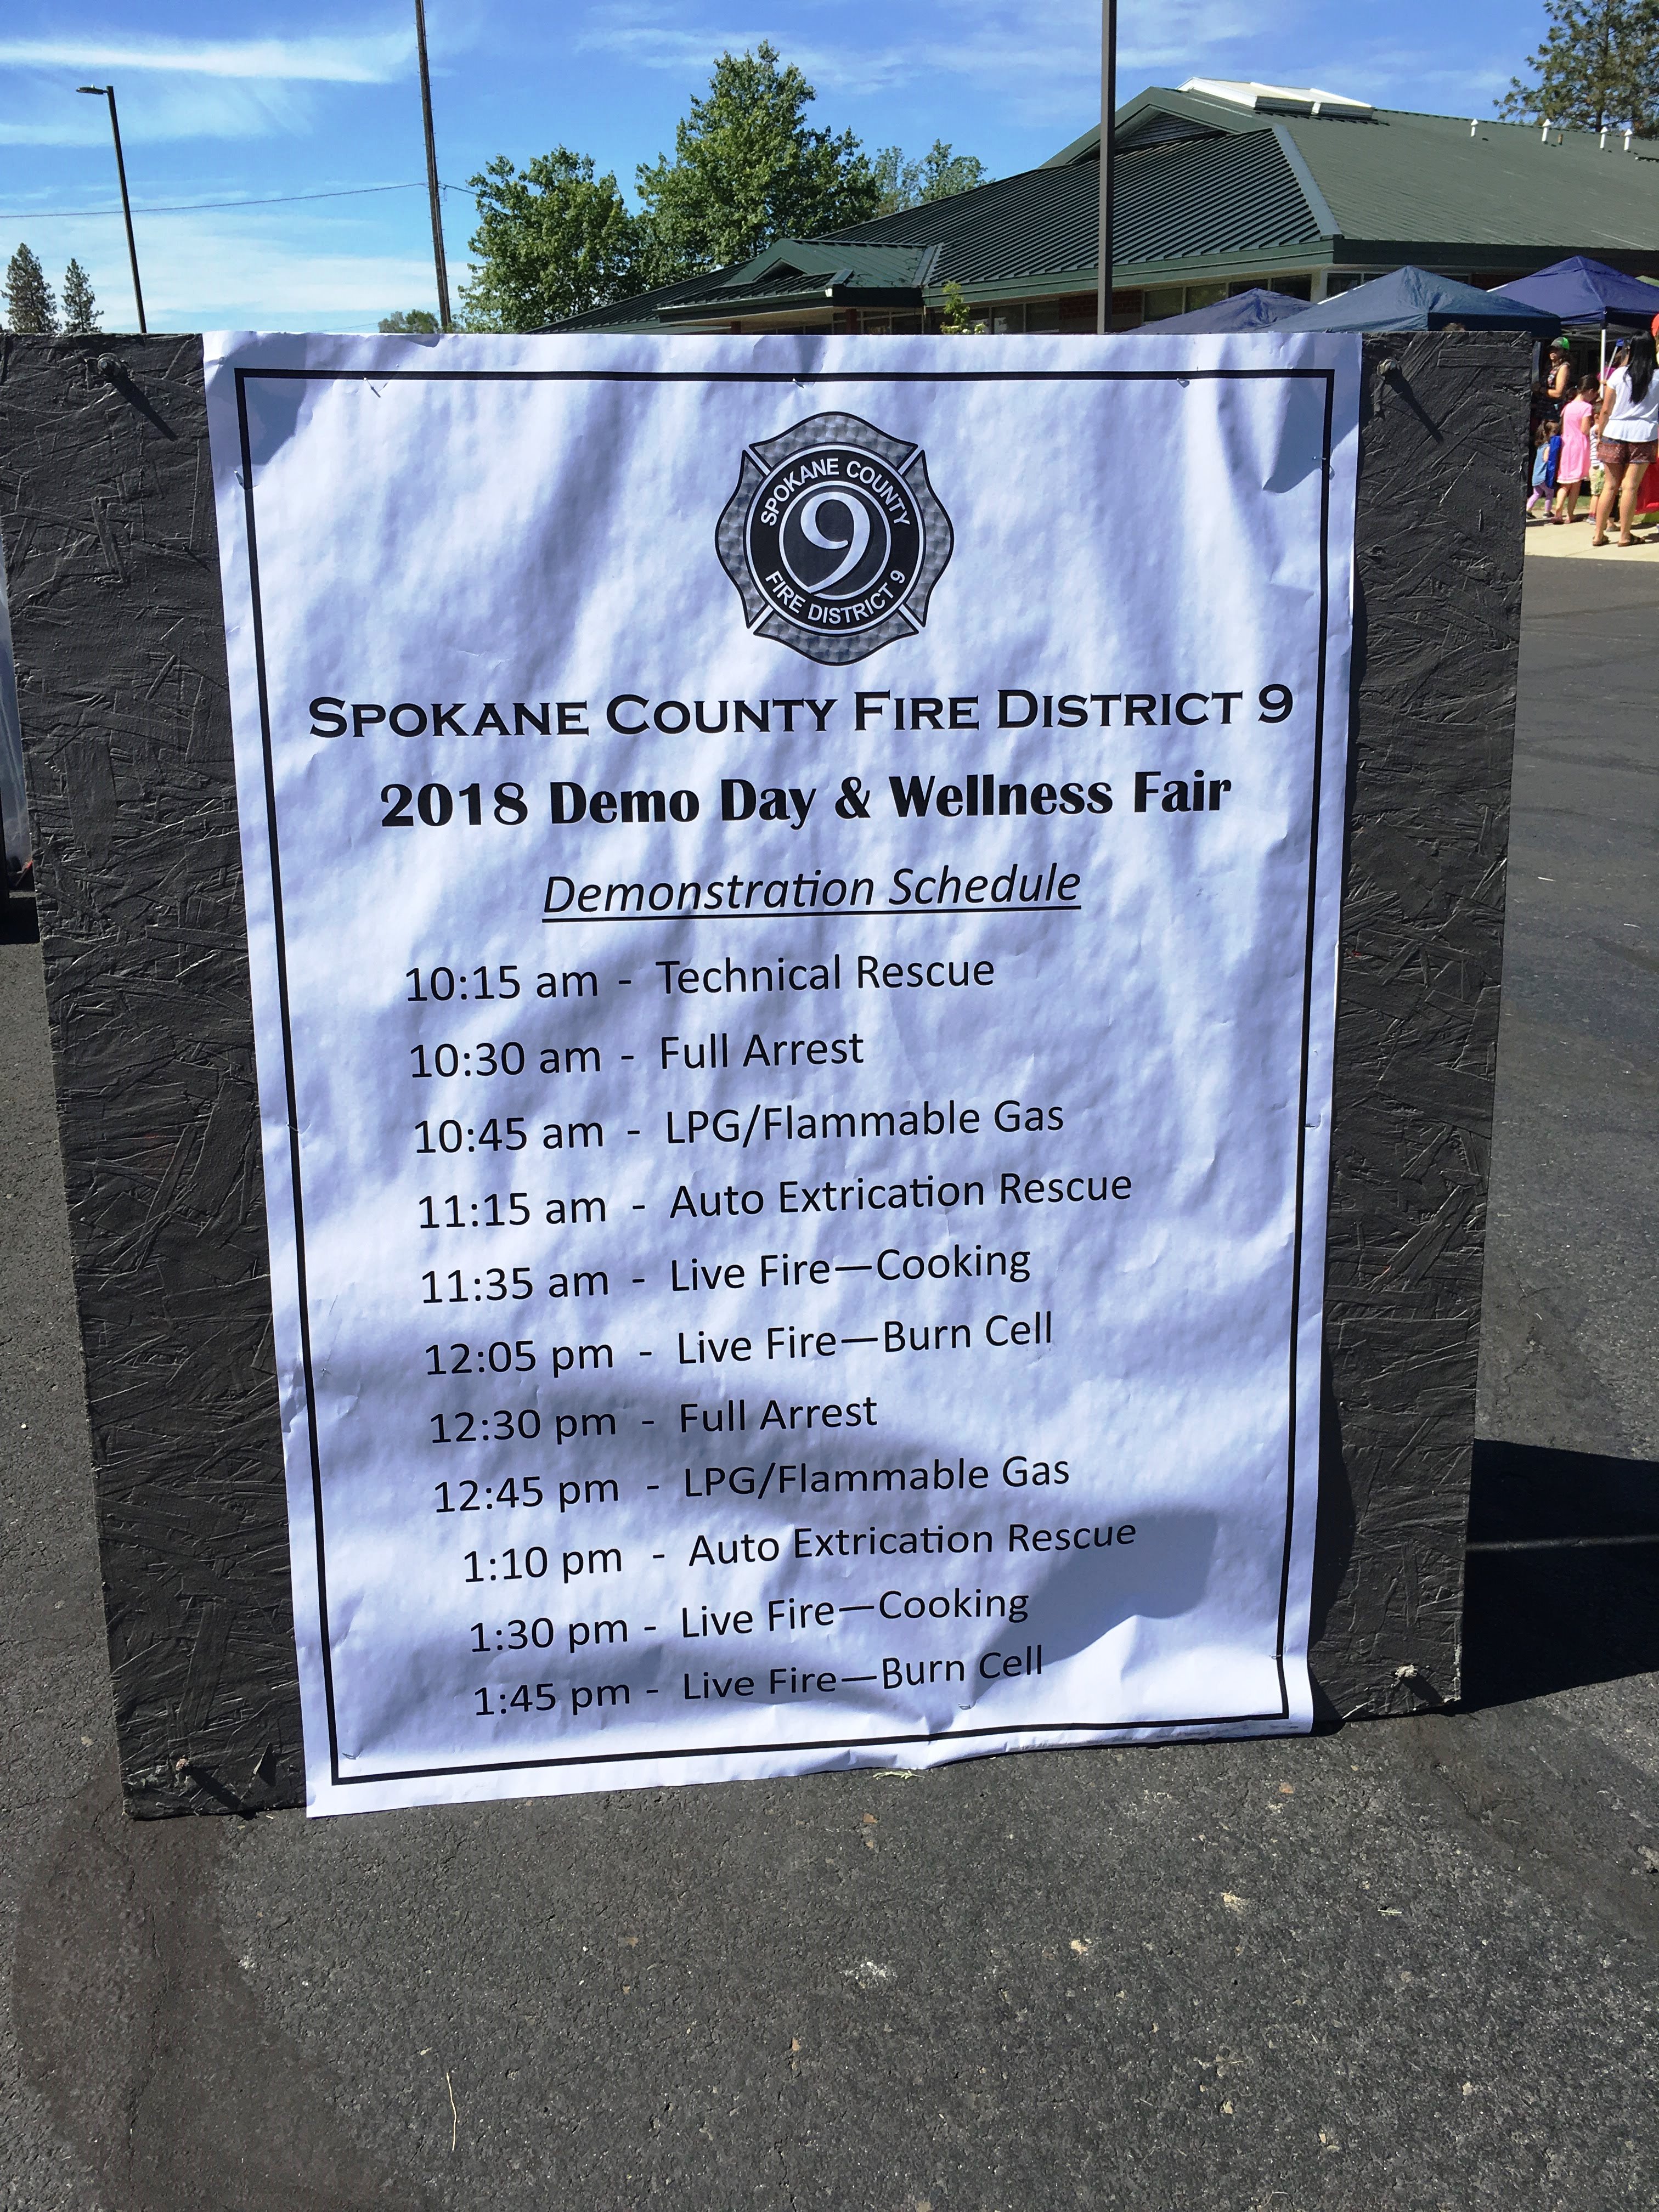 SPOKANE COUNTY
9
FIRE DISTRICT 9
SPOKANE COUNTY FIRE DISTRICT 9
2018 Demo Day & Wellness Fair
Demonstration Schedule
10:15 am - Technical Rescue
10:30 am - Full Arrest
10:45 am - LPG/Flammable Gas
11:15 am - Auto Extrication Rescue
11:35 am - Live Fire—Cooking
12:05 pm - Live Fire—Burn Cell
12:30 pm - Full Arrest
12:45 pm - LPG/Flammable Gas
1:10 pm - Auto Extrication Rescue
1:30 pm - Live Fire—Cooking
1:45 pm - Live Fire—Burn Cell